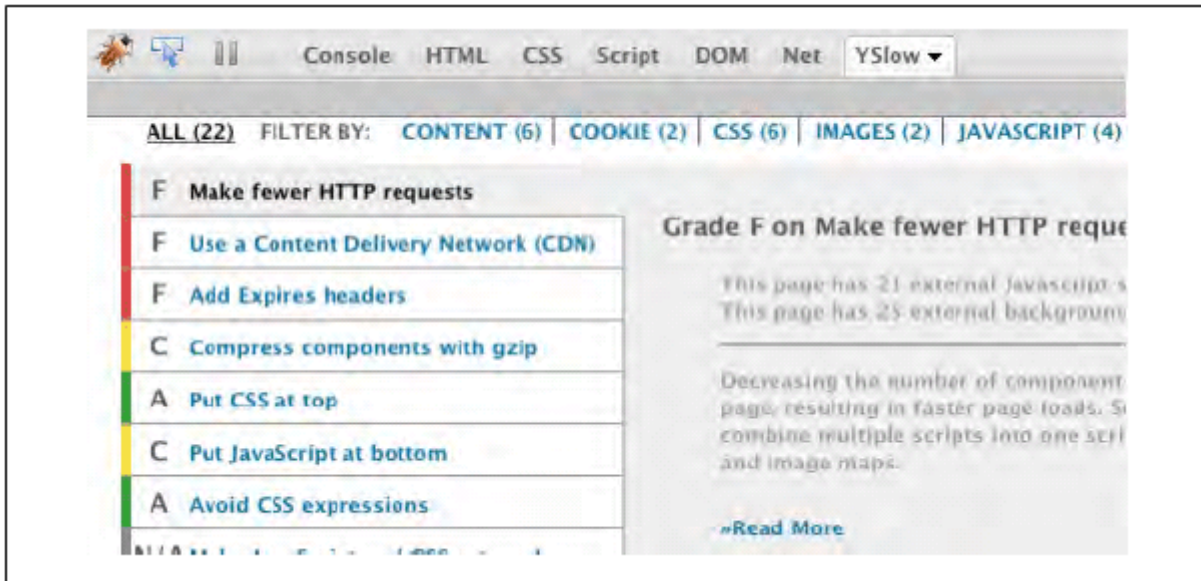 Console HTML CSS Script DOM Net YSlow
ALL (22) FILTER BY: CONTENT (6) | COOKIE (2) | CSS (6) | IMAGES (2) | JAVASCRIPT (4)
F Make fewer HTTP requests
F Use a Content Delivery Network (CDN)
F Add Expires headers
C Compress components with gzip
A Put CSS at top
C Put JavaScript at bottom
A Avoid CSS expressions
N/A
Grade F on Make fewer HTTP reque
This page has 21 external Javascript s
This page has 25 external background
Decreasing the number of component
page, resulting in faster page loads. S
combine multiple scripts into one scri
and image maps.
»Read More